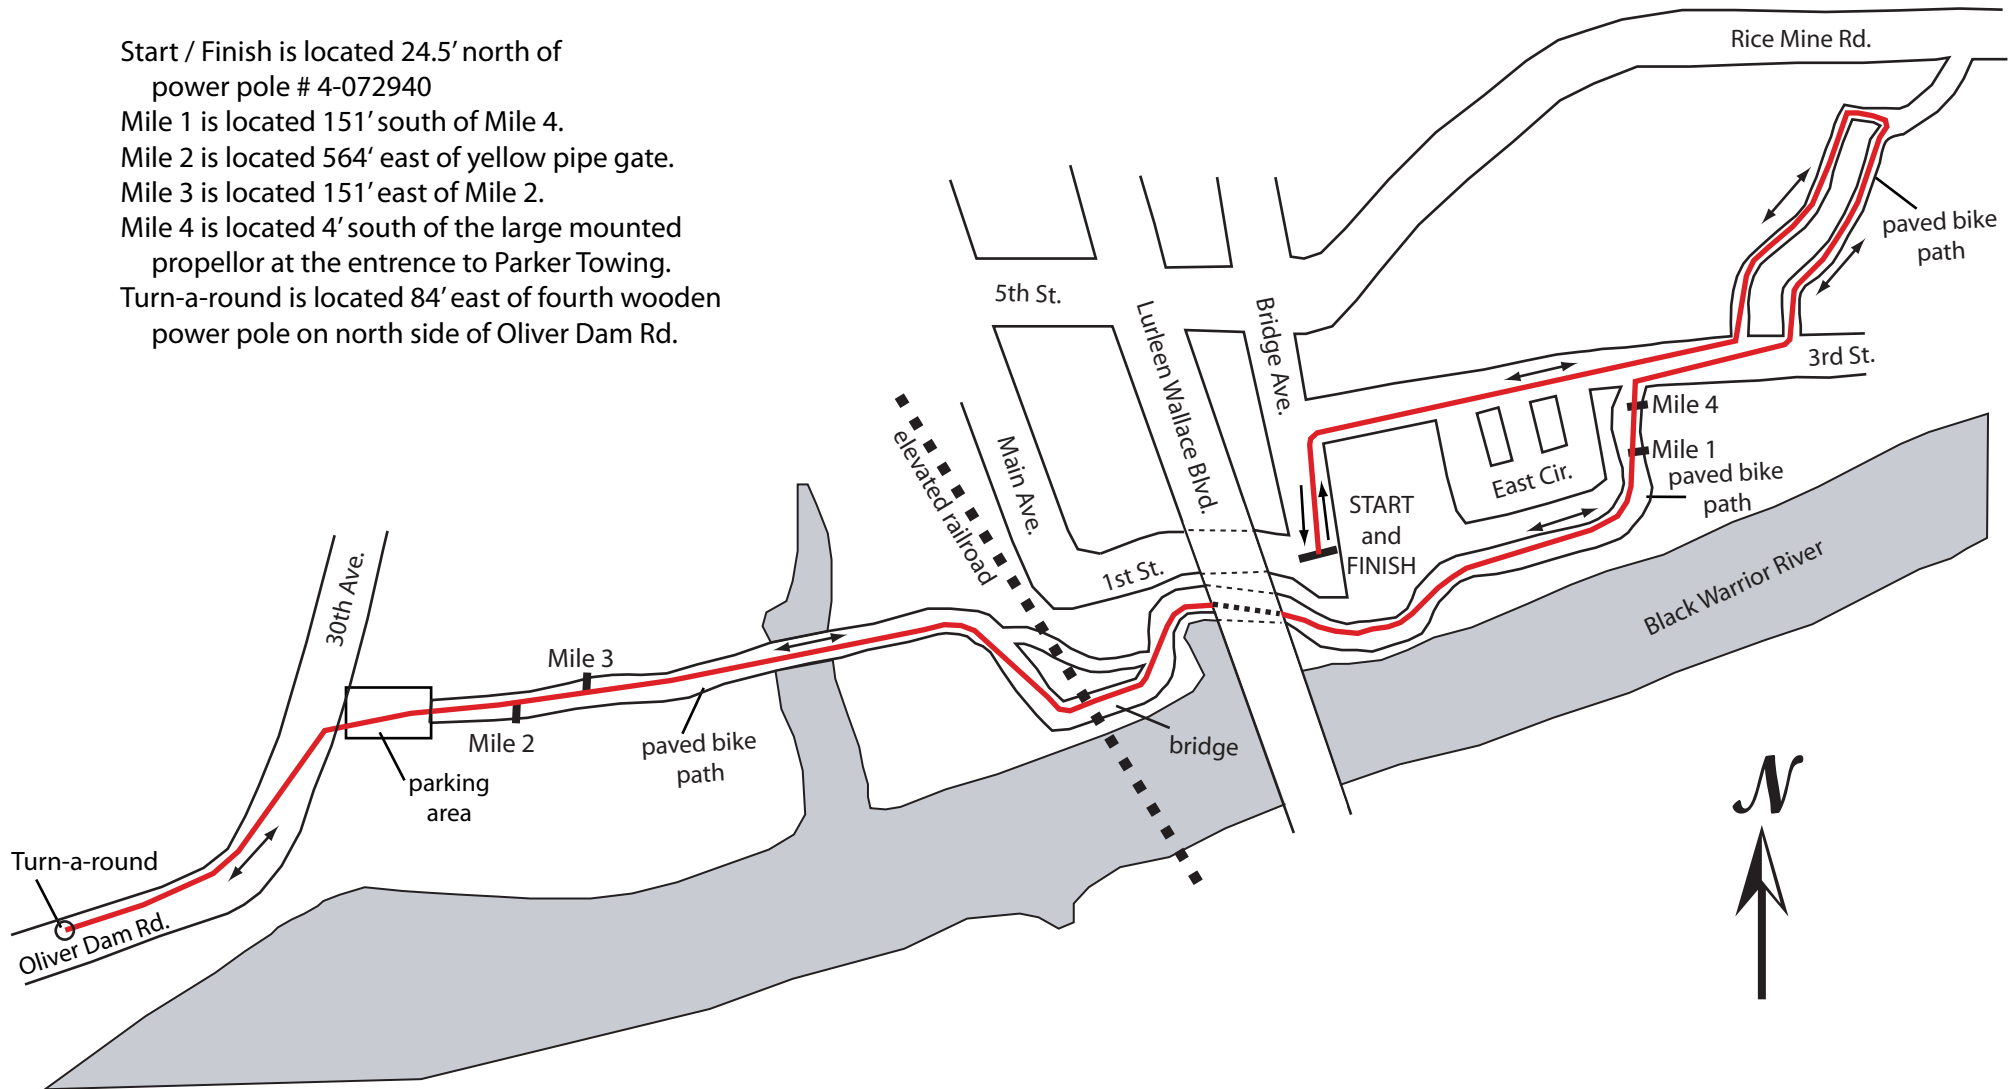 Start / Finish is located 24.5’ north of
power pole # 4-072940
Mile 1 is located 151’ south of Mile 4.
Mile 2 is located 564‘ east of yellow pipe gate.
Mile 3 is located 151’ east of Mile 2.
Mile 4 is located 4’ south of the large mounted
propellor at the entrence to Parker Towing.
Turn-a-round is located 84’ east of fourth wooden
power pole on north side of Oliver Dam Rd.
Rice Mine Rd.
paved bike
path
5th St.
Lurleen Wallace Blvd.
Bridge Ave.
3rd St.
Mile 4
Mile 1
paved bike
path
East Cir.
elevated railroad
Main Ave.
START
and
FINISH
1st St.
Black Warrior River
30th Ave.
Mile 3
Mile 2
paved bike
path
bridge
parking
area
Turn-a-round
Oliver Dam Rd.
N